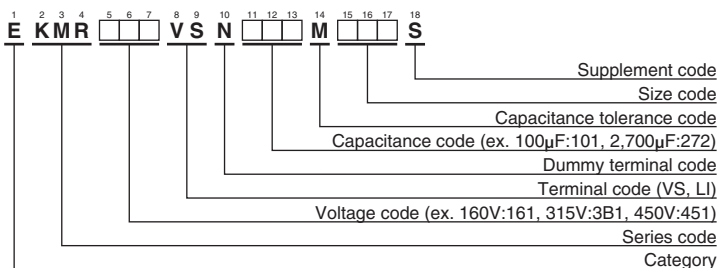 1 2 3 4 5 6 7 8 9 10 11 12 13 14 15 16 17 18
E KMR VS N M S
Supplement code
Size code
Capacitance tolerance code
Capacitance code (ex. 100μF:101, 2,700μF:272)
Dummy terminal code
Terminal code (VS, LI)
Voltage code (ex. 160V:161, 315V:3B1, 450V:451)
Series code
Category